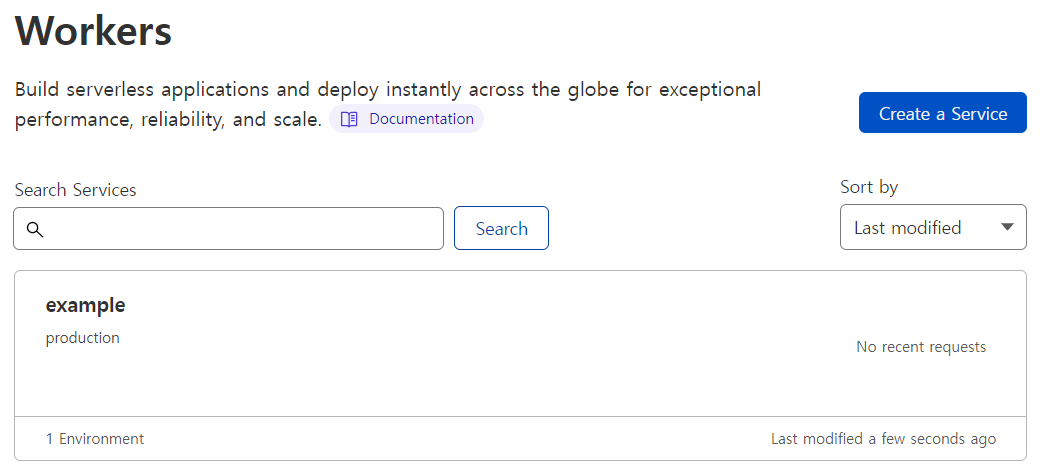 Workers
Build serverless applications and deploy instantly across the globe for exceptional
performance, reliability, and scale. Documentation
Create a Service
Search Services
Search
Sort by
Last modified
example
production
No recent requests
1 Environment
Last modified a few seconds ago